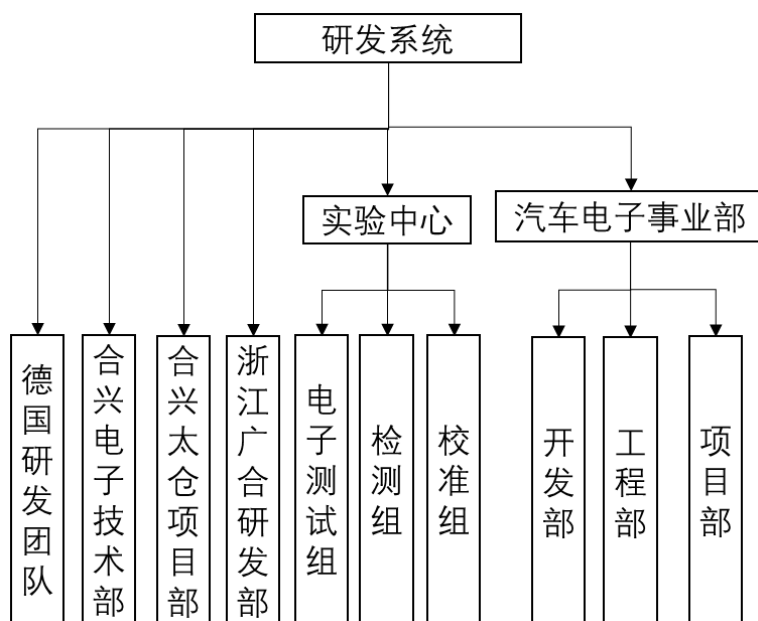 研发系统
实验中心
汽车电子事业部
德国研发团队
合兴电子技术部
合兴太仓项目部
浙江广合研发部
电子测试组
检测组
校准组
开发部
工程部
项目部